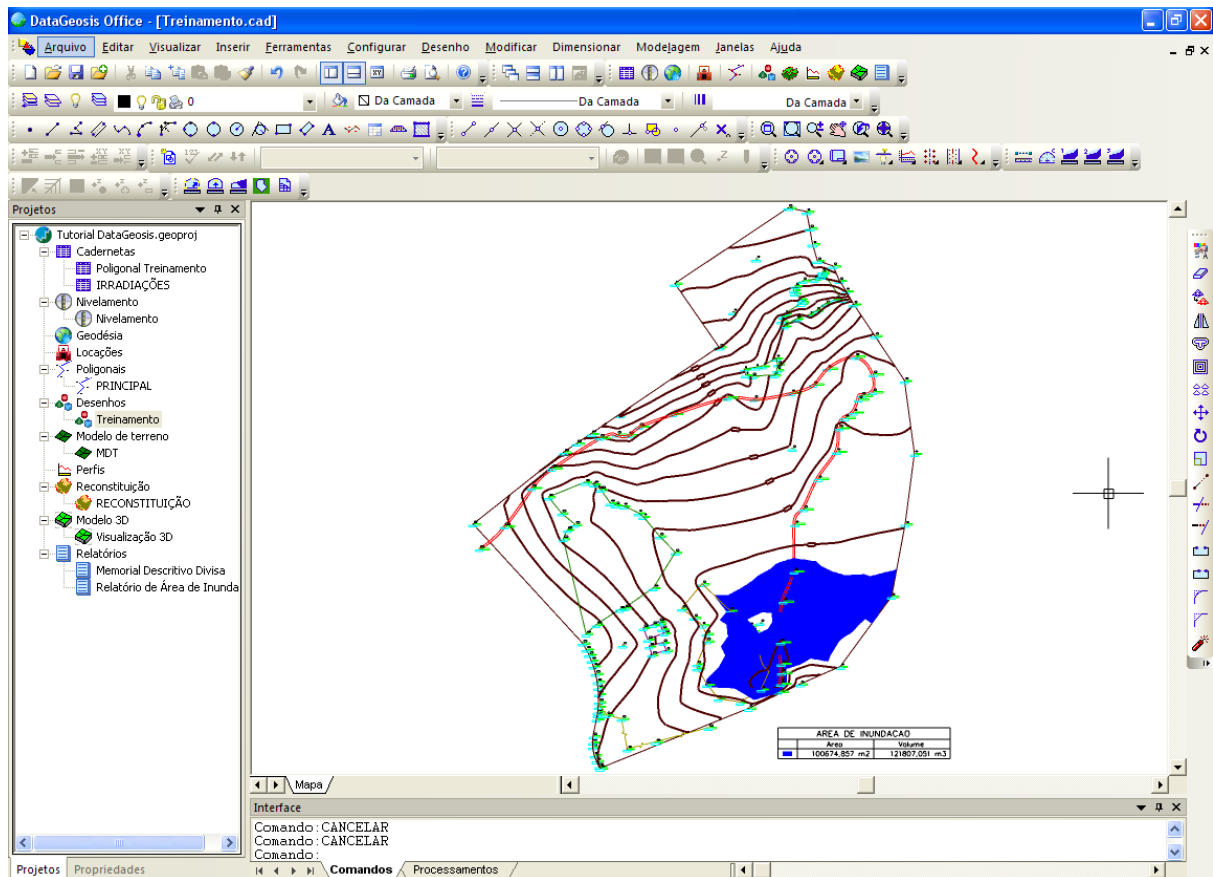 DataGeosis Office - [Treinamento.cad]
Arquivo Editar Visualizar Inserir Ferramentas Configurar Desenho Modificar Dimensionar Modelagem Janelas Ajuda
0 Da Camada Da Camada Da Camada
Projetos
Tutorial DataGeosis.geoproj
Cadernetas
Poligonal Treinamento
IRRADIAÇÕES
Nivelamento
Nivelamento
Geodésia
Locações
Poligonais
PRINCIPAL
Desenhos
Treinamento
Modelo de terreno
MDT
Perfis
Reconstituição
RECONSTITUIÇÃO
Modelo 3D
Visualização 3D
Relatórios
Memorial Descritivo Divisa
Relatório de Área de Inunda
AREA DE INUNDACAO
Area Volume
100674,857 m2 121807,051 m3
Mapa
Interface
Comando:CANCELAR
Comando:CANCELAR
Comando:
Projetos Propriedades
Comandos Processamentos